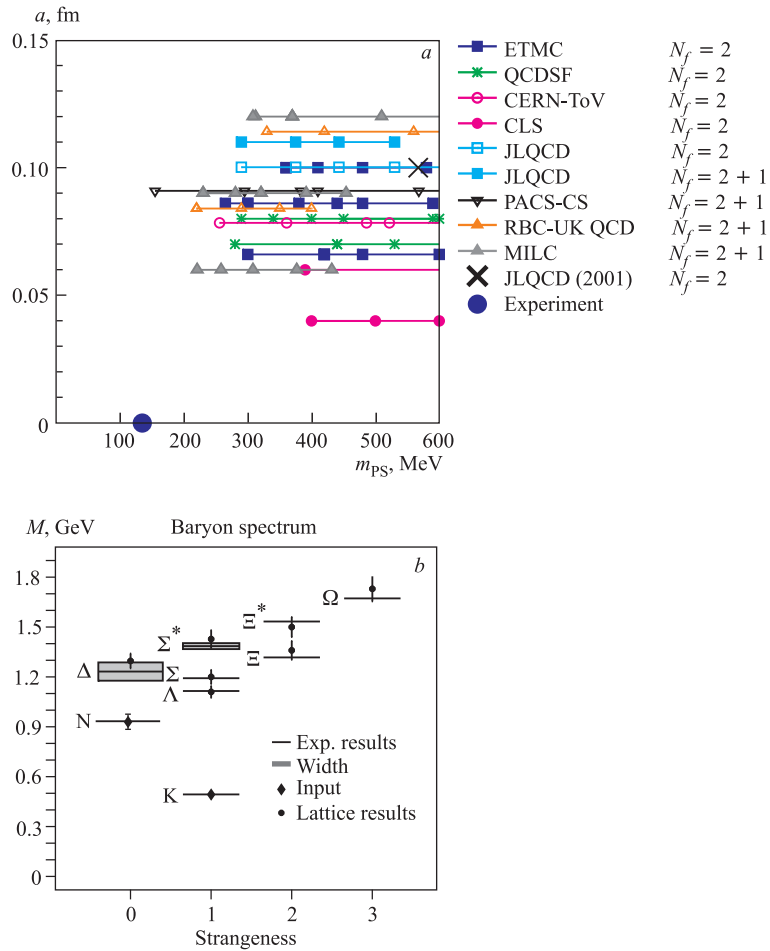 a, fm
a
0.15
0.10
0.05
0
100
200
300
400
500
600
m_PS, MeV
ETMC N_f = 2
QCDSF N_f = 2
CERN-ToV N_f = 2
CLS N_f = 2
JLQCD N_f = 2
JLQCD N_f = 2 + 1
PACS-CS N_f = 2 + 1
RBC-UK QCD N_f = 2 + 1
MILC N_f = 2 + 1
JLQCD (2001) N_f = 2
Experiment
M, GeV
Baryon spectrum
b
1.8
1.5
1.2
0.9
0.6
0.3
0
Ω
Ξ*
Σ*
Ξ
Δ
Σ
Λ
N
K
Exp. results
Width
Input
Lattice results
0
1
2
3
Strangeness